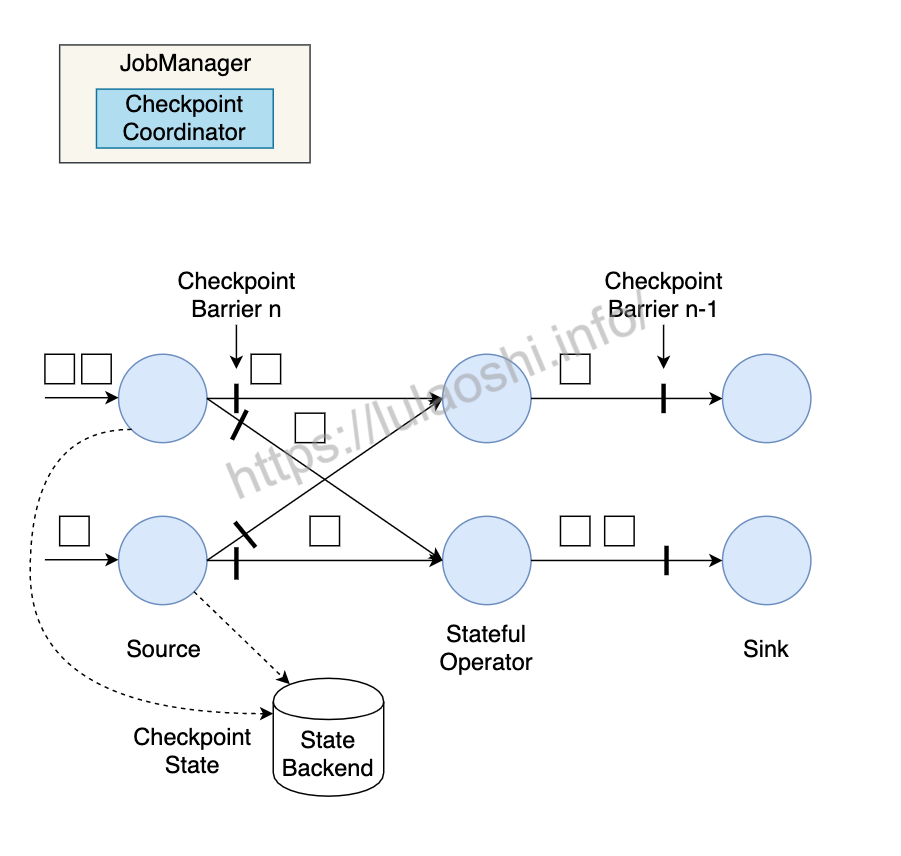 JobManager
Checkpoint
Coordinator
Checkpoint
Barrier n
Checkpoint
Barrier n-1
https://lulaoshi.info/
Source
Stateful
Operator
Sink
Checkpoint
State
State
Backend